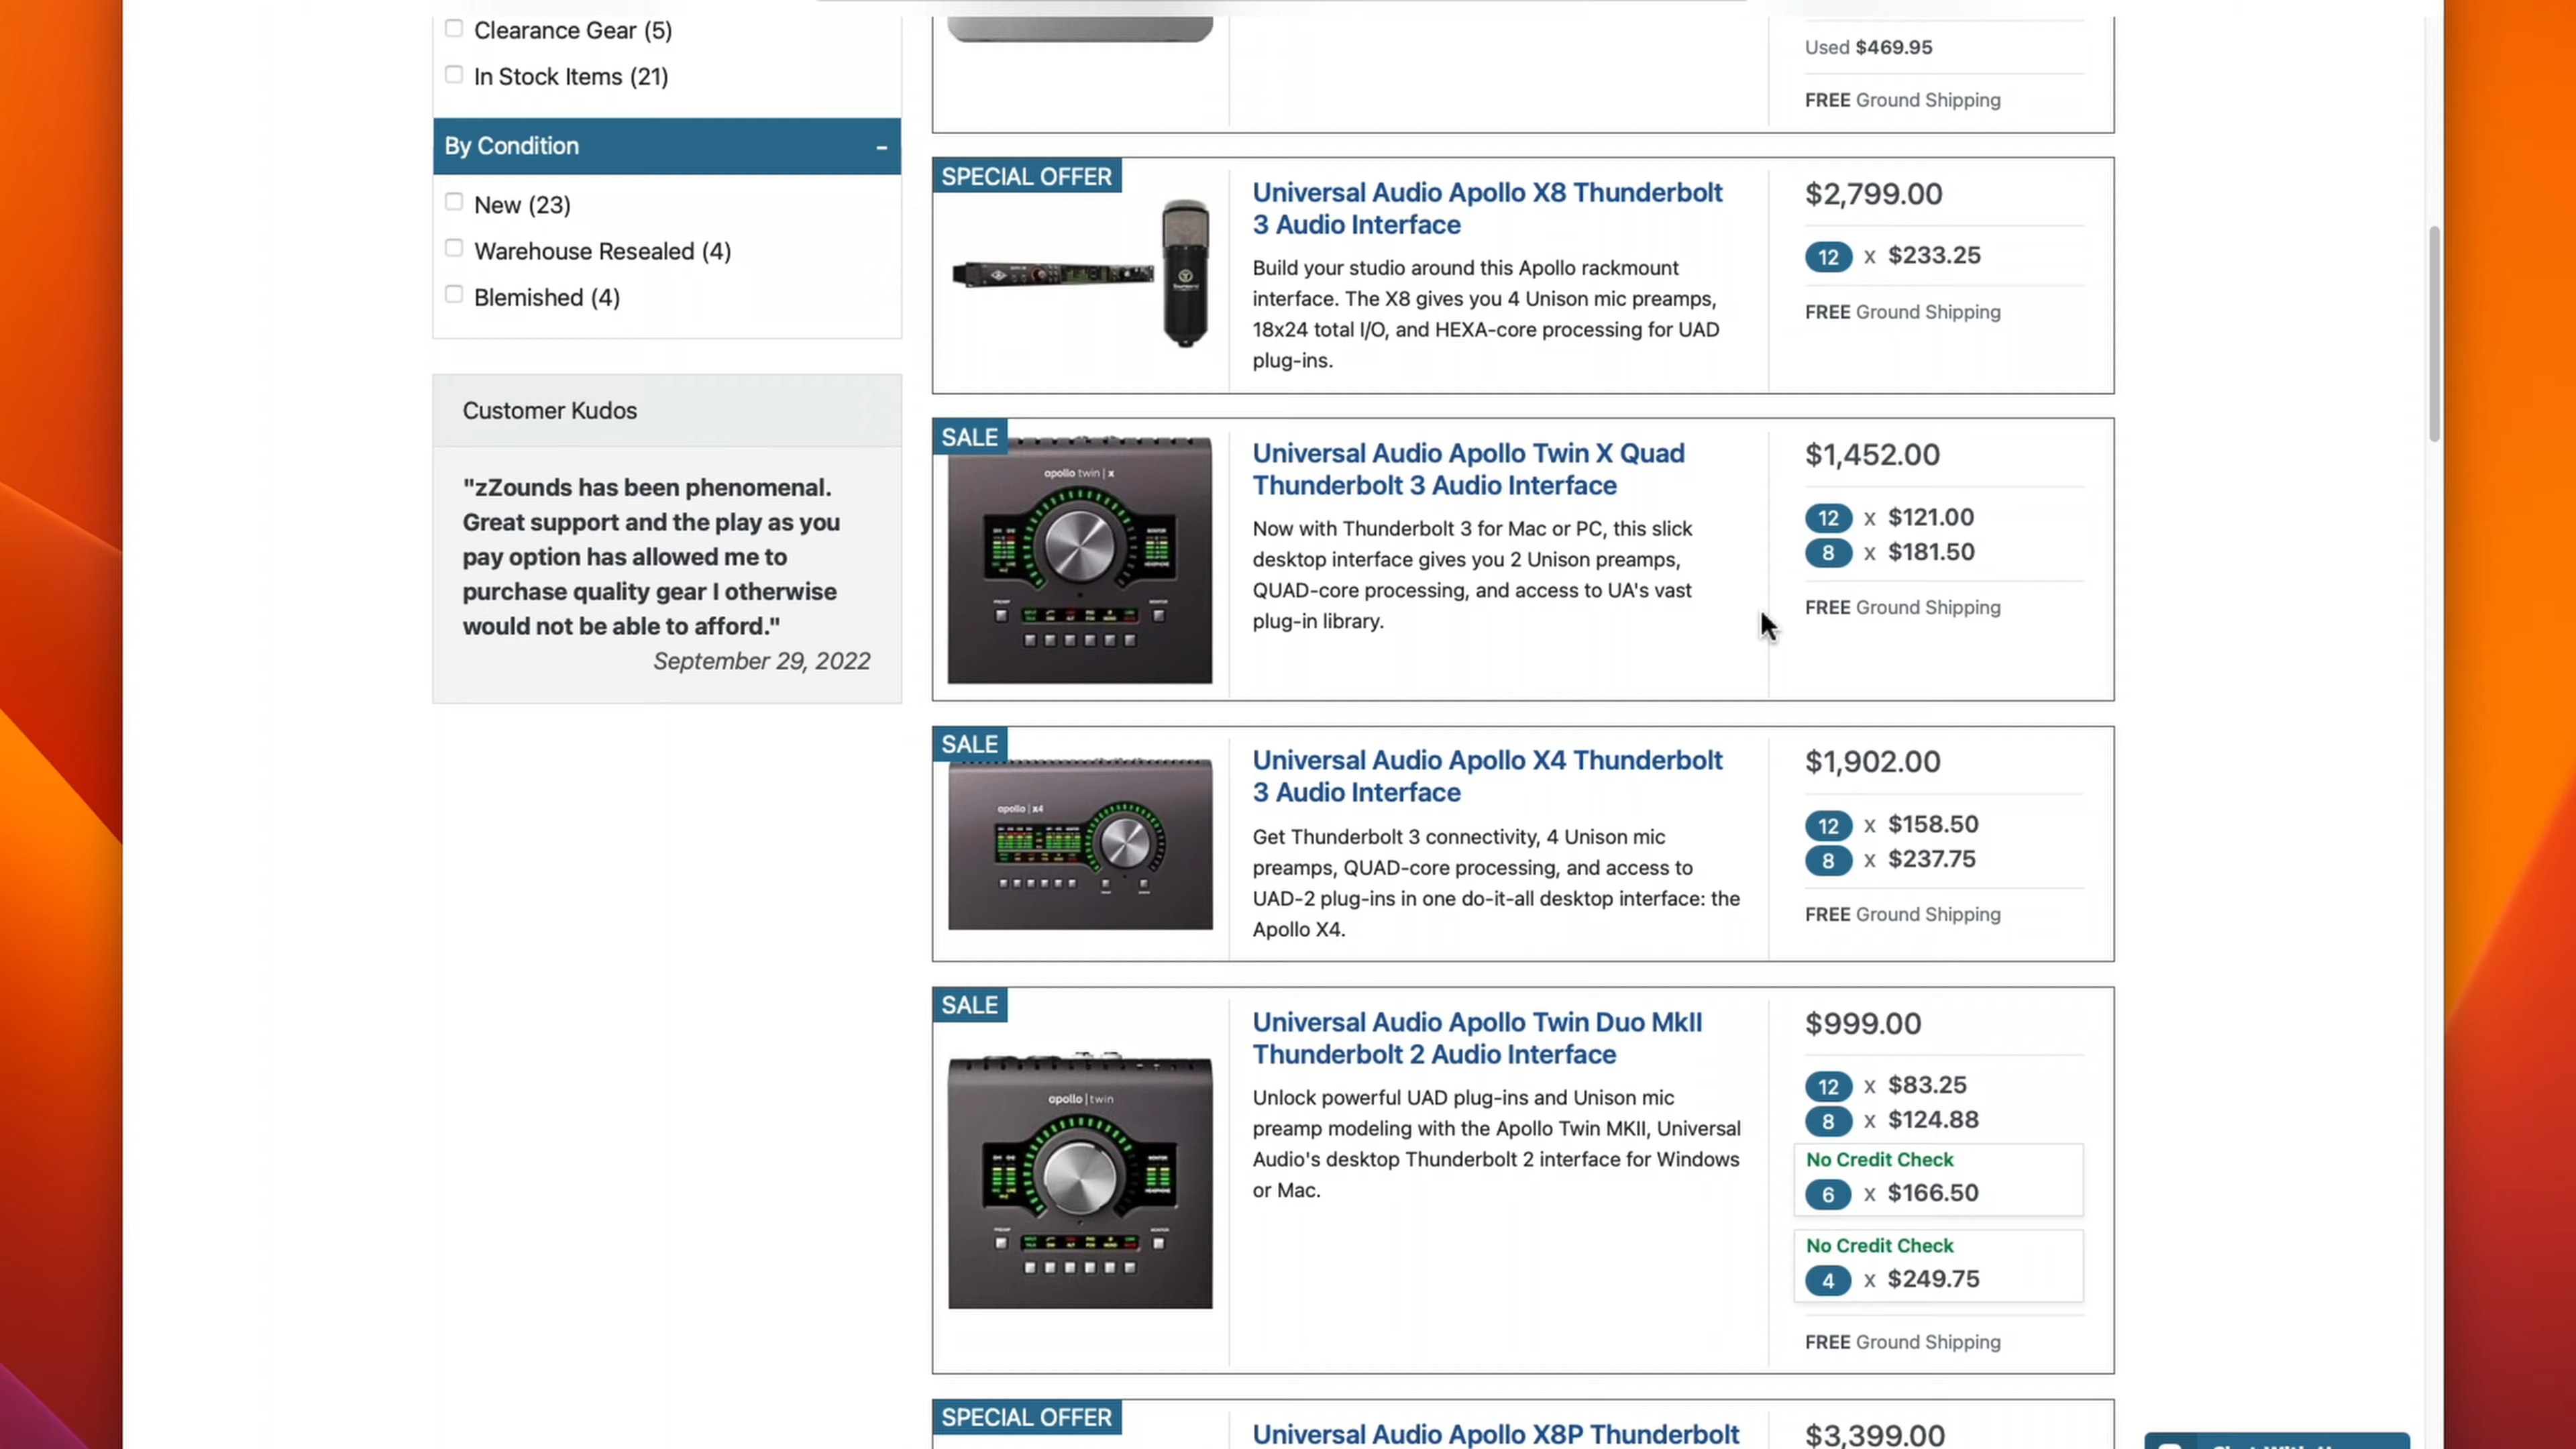 Clearance Gear (5)
In Stock Items (21)
By Condition
New (23)
Warehouse Resealed (4)
Blemished (4)
Customer Kudos
"zZounds has been phenomenal.
Great support and the play as you
pay option has allowed me to
purchase quality gear I otherwise
would not be able to afford."
September 29, 2022
Used $469.95
FREE Ground Shipping
SPECIAL OFFER
Universal Audio Apollo X8 Thunderbolt
3 Audio Interface
Build your studio around this Apollo rackmount
interface. The X8 gives you 4 Unison mic preamps,
18x24 total I/O, and HEXA-core processing for UAD
plug-ins.
$2,799.00
12 x $233.25
FREE Ground Shipping
SALE
apollo twin | x
Universal Audio Apollo Twin X Quad
Thunderbolt 3 Audio Interface
Now with Thunderbolt 3 for Mac or PC, this slick
desktop interface gives you 2 Unison preamps,
QUAD-core processing, and access to UA's vast
plug-in library.
$1,452.00
12 x $121.00
8 x $181.50
FREE Ground Shipping
SALE
apollo | x4
Universal Audio Apollo X4 Thunderbolt
3 Audio Interface
Get Thunderbolt 3 connectivity, 4 Unison mic
preamps, QUAD-core processing, and access to
UAD-2 plug-ins in one do-it-all desktop interface: the
Apollo X4.
$1,902.00
12 x $158.50
8 x $237.75
FREE Ground Shipping
SALE
apollo | twin
Universal Audio Apollo Twin Duo MkII
Thunderbolt 2 Audio Interface
Unlock powerful UAD plug-ins and Unison mic
preamp modeling with the Apollo Twin MKII, Universal
Audio's desktop Thunderbolt 2 interface for Windows
or Mac.
$999.00
12 x $83.25
8 x $124.88
No Credit Check
6 x $166.50
No Credit Check
4 x $249.75
FREE Ground Shipping
SPECIAL OFFER
Universal Audio Apollo X8P Thunderbolt
$3,399.00